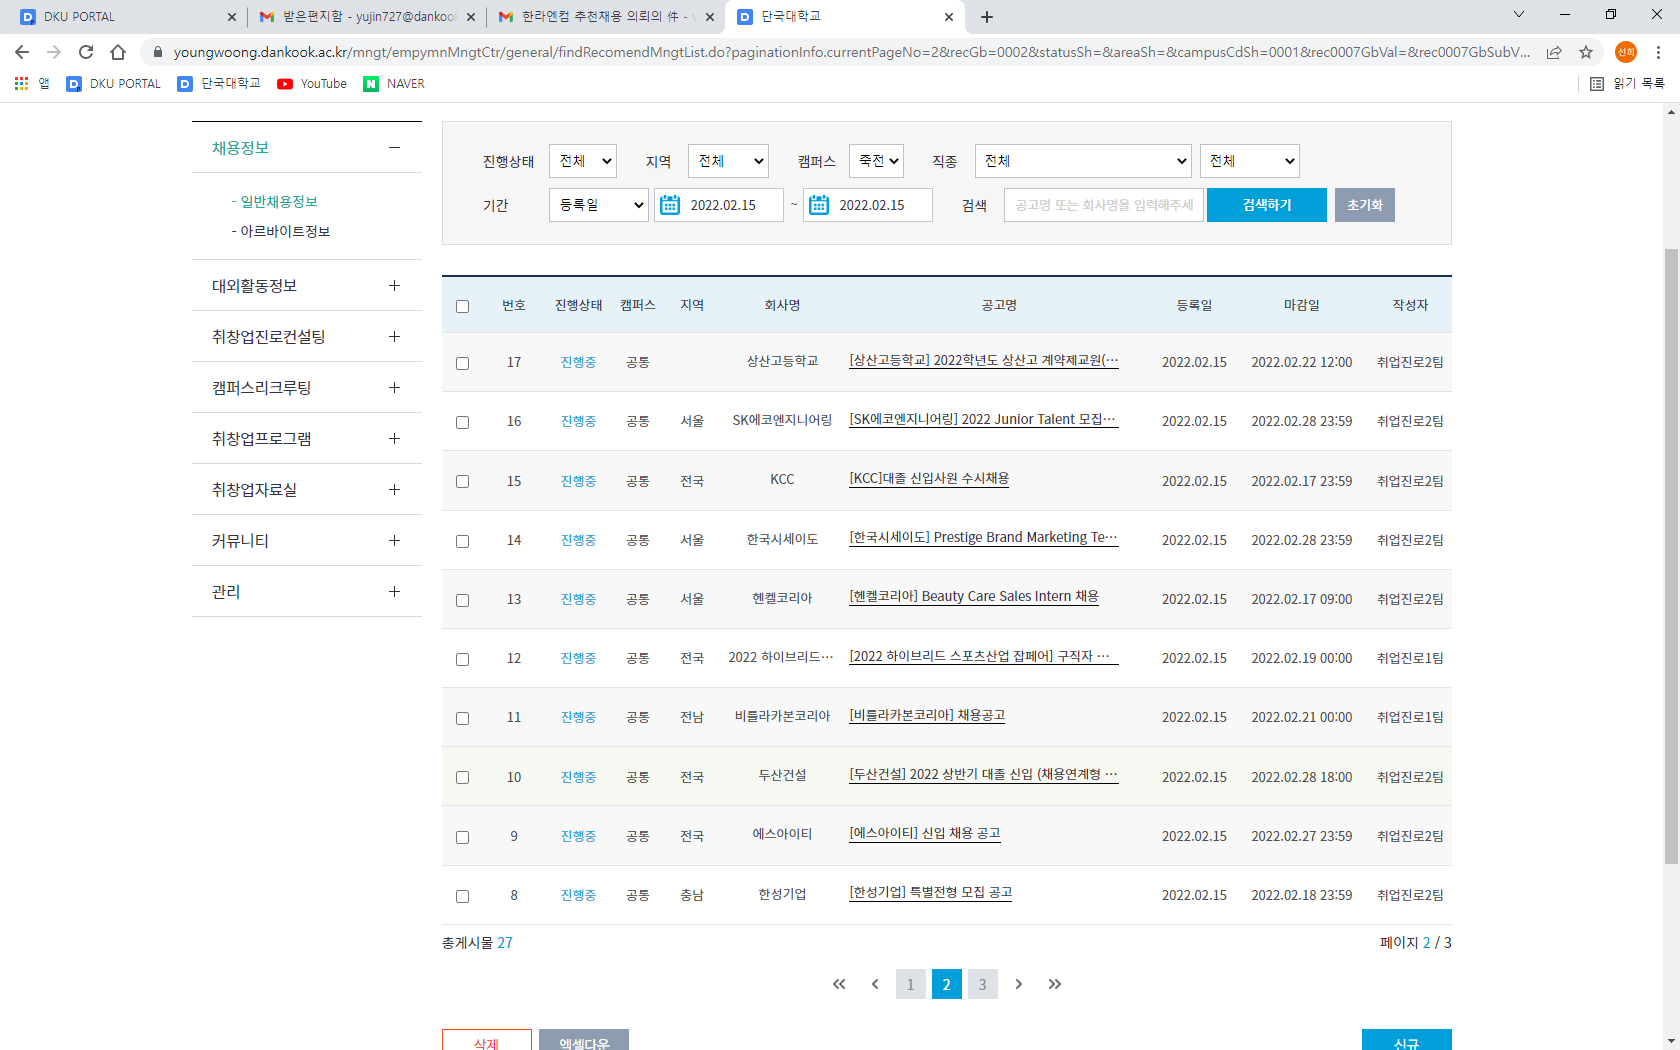 DKU PORTAL
받은편지함 - yujin727@dankook
한라엔컴 추천채용 의뢰의 件 -
단국대학교
youngwoong.dankook.ac.kr/mngt/empymnMngtCtr/general/findRecomendMngtList.do?paginationInfo.currentPageNo=2&recGb=0002&statusSh=&areaSh=&campusCdSh=0001&rec0007GbVal=&rec0007GbSubV...
선희
앱 DKU PORTAL 단국대학교 YouTube NAVER 읽기 목록
채용정보
- 일반채용정보
- 아르바이트정보
대외활동정보
취창업진로컨설팅
캠퍼스리크루팅
취창업프로그램
취창업자료실
커뮤니티
관리
진행상태 전체 지역 전체 캠퍼스 죽전 직종 전체 전체
기간 등록일 2022.02.15 ~ 2022.02.15 검색 공고명 또는 회사명을 입력해주세 검색하기 초기화
번호 진행상태 캠퍼스 지역 회사명 공고명 등록일 마감일 작성자
17 진행중 공통 상산고등학교 [상산고등학교] 2022학년도 상산고 계약제교원(… 2022.02.15 2022.02.22 12:00 취업진로2팀
16 진행중 공통 서울 SK에코엔지니어링 [SK에코엔지니어링] 2022 Junior Talent 모집… 2022.02.15 2022.02.28 23:59 취업진로2팀
15 진행중 공통 전국 KCC [KCC]대졸 신입사원 수시채용 2022.02.15 2022.02.17 23:59 취업진로2팀
14 진행중 공통 서울 한국시세이도 [한국시세이도] Prestige Brand Marketing Te… 2022.02.15 2022.02.28 23:59 취업진로2팀
13 진행중 공통 서울 헨켈코리아 [헨켈코리아] Beauty Care Sales Intern 채용 2022.02.15 2022.02.17 09:00 취업진로2팀
12 진행중 공통 전국 2022 하이브리드… [2022 하이브리드 스포츠산업 잡페어] 구직자 … 2022.02.15 2022.02.19 00:00 취업진로1팀
11 진행중 공통 전남 비틀라카본코리아 [비틀라카본코리아] 채용공고 2022.02.15 2022.02.21 00:00 취업진로1팀
10 진행중 공통 전국 두산건설 [두산건설] 2022 상반기 대졸 신입 (채용연계형 … 2022.02.15 2022.02.28 18:00 취업진로2팀
9 진행중 공통 전국 에스아이티 [에스아이티] 신입 채용 공고 2022.02.15 2022.02.27 23:59 취업진로2팀
8 진행중 공통 충남 한성기업 [한성기업] 특별전형 모집 공고 2022.02.15 2022.02.18 23:59 취업진로2팀
총게시물 27 페이지 2 / 3
1 2 3
삭제 엑셀다운 신규